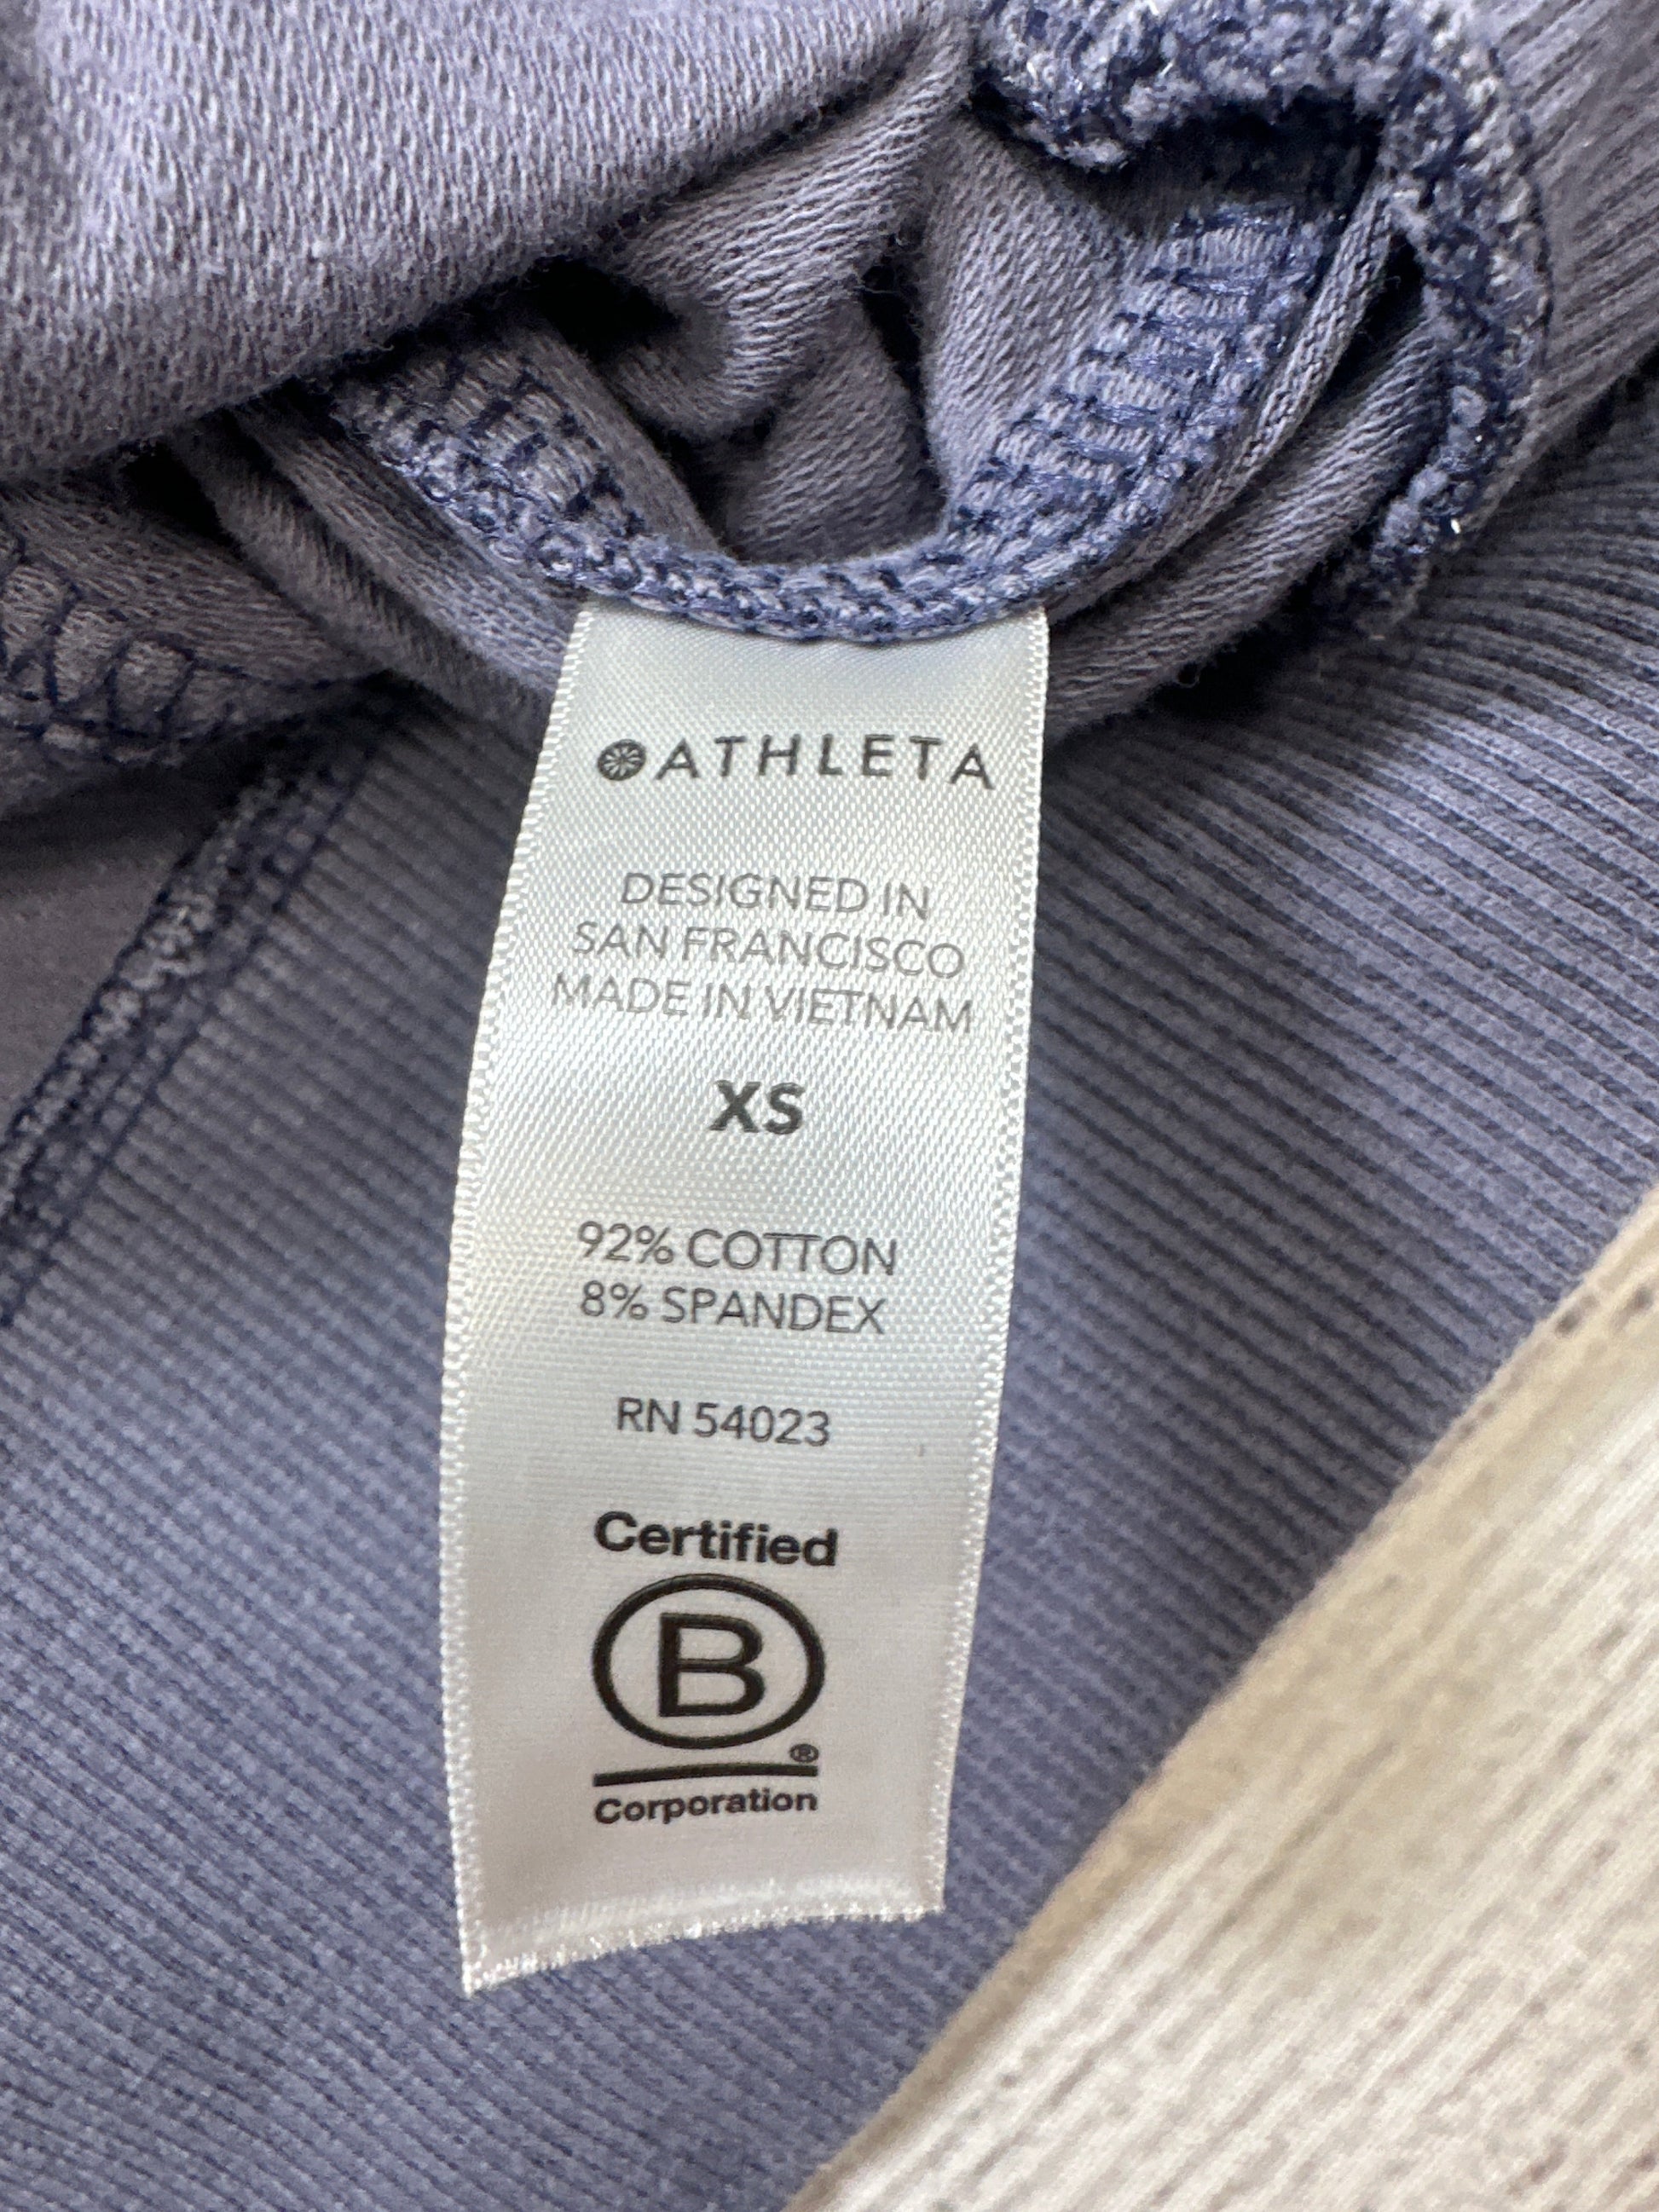 ATHLETA
DESIGNED IN
SAN FRANCISCO
MADE IN VIETNAM
XS
92% COTTON
8% SPANDEX
RN 54023
Certified
B
®
Corporation